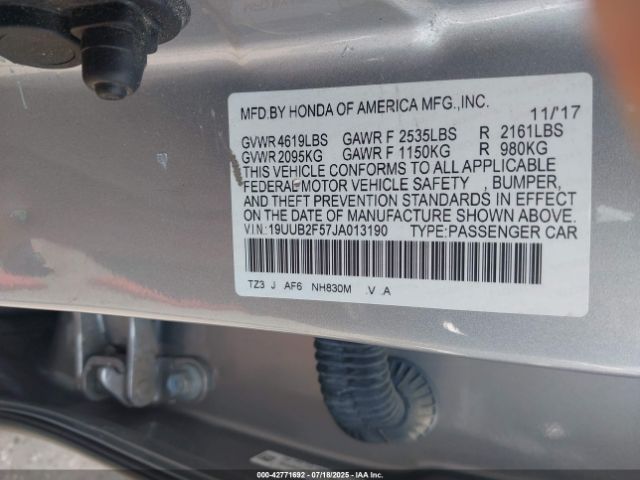 MFD.BY HONDA OF AMERICA MFG.,INC. 11/'17
GVWR 4619LBS GAWR F 2535LBS R 2161LBS
GVWR 2095KG GAWR F 1150KG R 980KG
THIS VEHICLE CONFORMS TO ALL APPLICABLE
FEDERAL MOTOR VEHICLE SAFETY , BUMPER,
AND THEFT PREVENTION STANDARDS IN EFFECT
ON THE DATE OF MANUFACTURE SHOWN ABOVE.
VIN:19UUB2F57JA013190 TYPE:PASSENGER CAR
TZ3 J AF6 NH830M .V .A
000-42771692 - 07/18/2025 - IAA Inc.